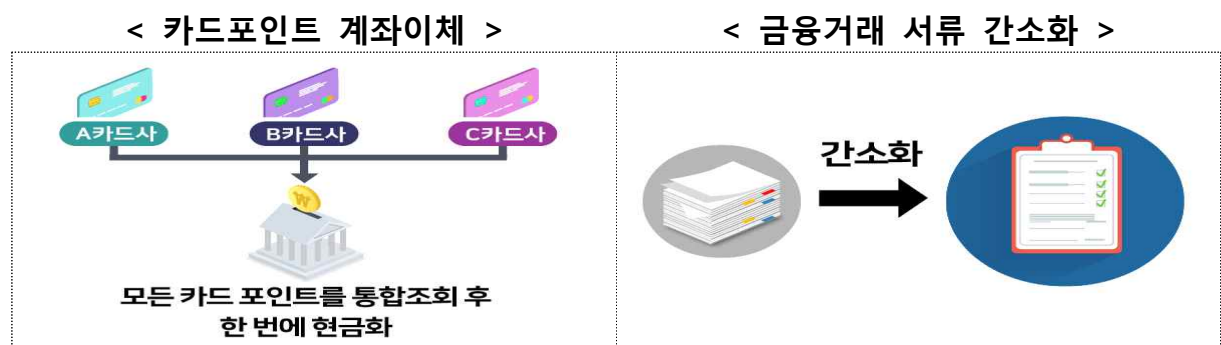 < 카드포인트 계좌이체 >
< 금융거래 서류 간소화 >
A카드사
B카드사
C카드사
₩
모든 카드 포인트를 통합조회 후
한 번에 현금화
간소화